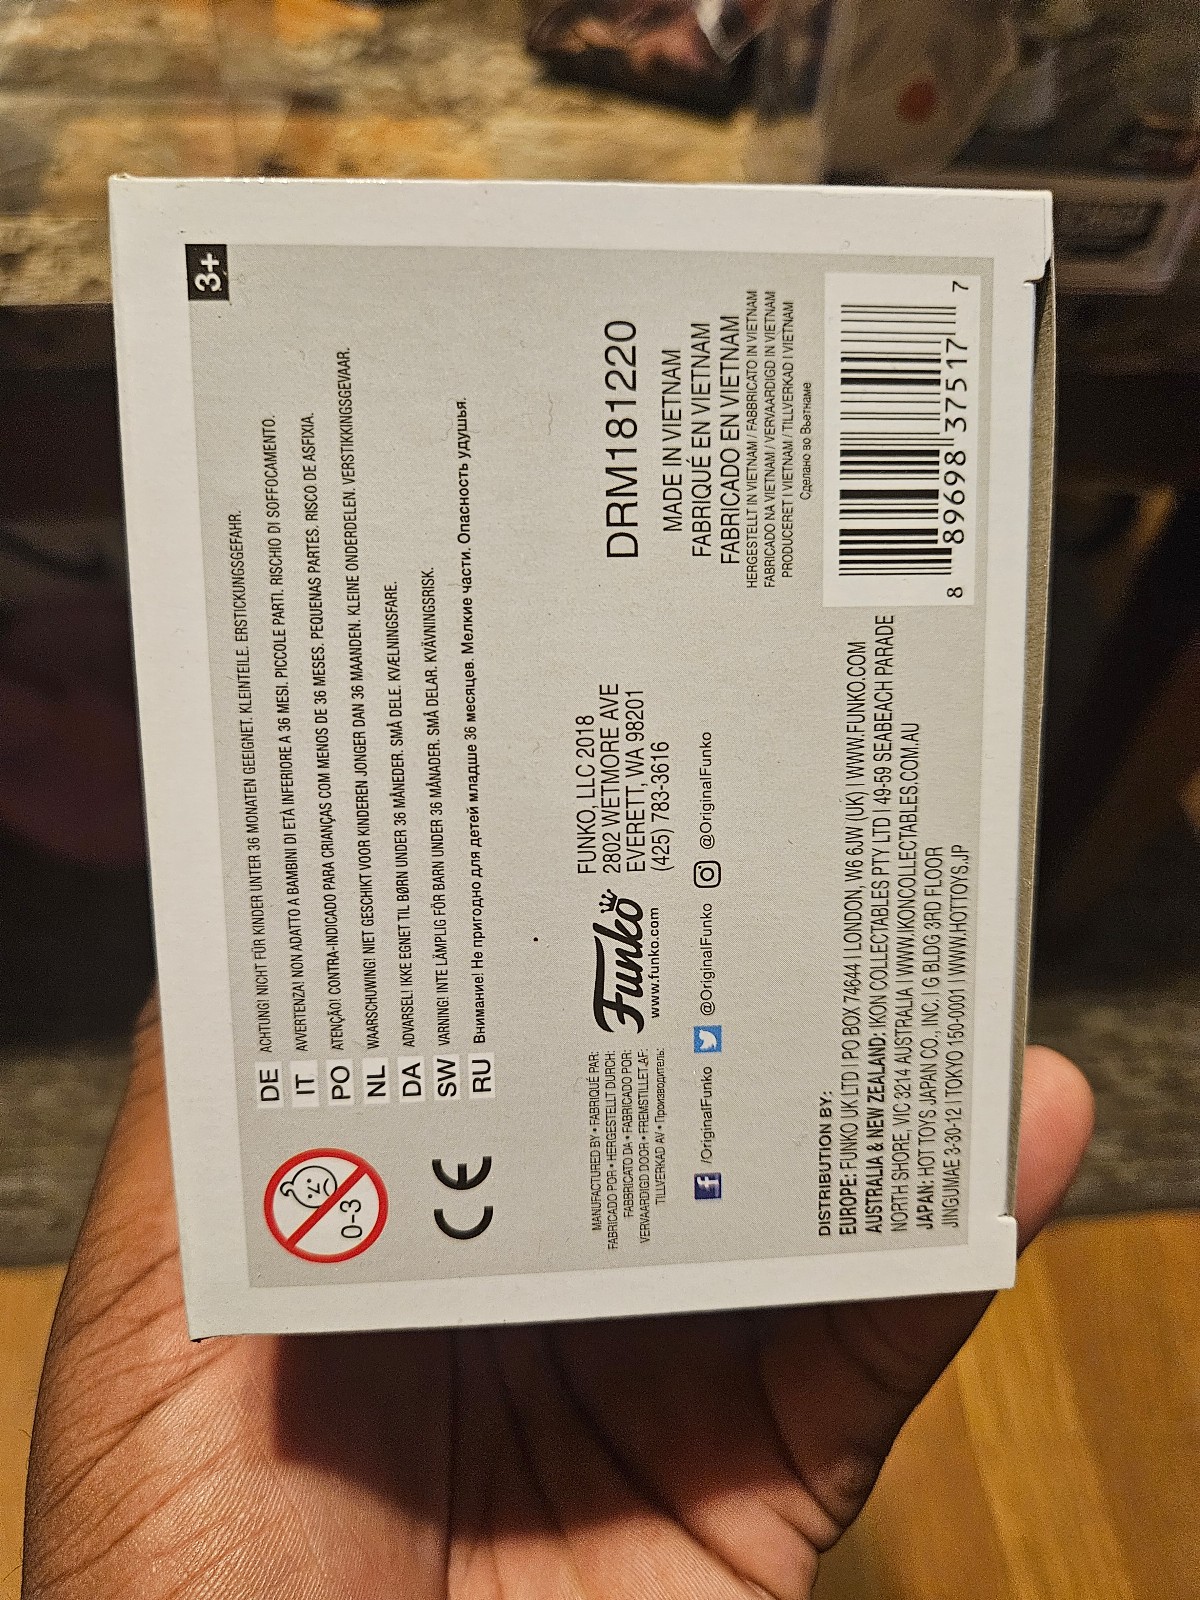 3+
0-3
DE ACHTUNG! NICHT FÜR KINDER UNTER 36 MONATEN GEEIGNET. KLEINTEILE. ERSTICKUNGSGEFAHR.
IT AVVERTENZA! NON ADATTO A BAMBINI DI ETÀ INFERIORE A 36 MESI. PICCOLE PARTI. RISCHIO DI SOFFOCAMENTO.
PO ATENÇÃO! CONTRA-INDICADO PARA CRIANÇAS COM MENOS DE 36 MESES. PEQUENAS PARTES. RISCO DE ASFIXIA.
NL WAARSCHUWING! NIET GESCHIKT VOOR KINDEREN JONGER DAN 36 MAANDEN. KLEINE ONDERDELEN. VERSTIKKINGSGEVAAR.
DA ADVARSEL! IKKE EGNET TIL BØRN UNDER 36 MÅNEDER. SMÅ DELE. KVÆLNINGSFARE.
SW VARNING! INTE LÄMPLIG FÖR BARN UNDER 36 MÅNADER. SMÅ DELAR. KVÄVNINGSRISK.
RU Внимание! Не пригодно для детей младше 36 месяцев. Мелкие части. Опасность удушья.
CE
MANUFACTURED BY • FABRIQUÉ PAR:
FABRICADO POR • HERGESTELLT DURCH:
FABBRICATO DA • FABRICADO POR:
VERVAARDIGD DOOR • FREMSTILLET AF:
TILLVERKAD AV • Производитель:
Funko
www.funko.com
FUNKO, LLC 2018
2802 WETMORE AVE
EVERETT, WA 98201
(425) 783-3616
f /OriginalFunko @OriginalFunko @OriginalFunko
DRM181220
MADE IN VIETNAM
FABRIQUÉ EN VIETNAM
FABRICADO EN VIETNAM
HERGESTELLT IN VIETNAM / FABBRICATO IN VIETNAM
FABRICADO NA VIETNAM / VERVAARDIGD IN VIETNAM
PRODUCERET I VIETNAM / TILLVERKAD I VIETNAM
Сделано во Вьетнаме
DISTRIBUTION BY:
EUROPE: FUNKO UK LTD | PO BOX 74644 | LONDON, W6 6JW (UK) | WWW.FUNKO.COM
AUSTRALIA & NEW ZEALAND: IKON COLLECTABLES PTY LTD | 49-59 SEABEACH PARADE
NORTH SHORE, VIC 3214 AUSTRALIA | WWW.IKONCOLLECTABLES.COM.AU
JAPAN: HOT TOYS JAPAN CO., INC. | G BLDG 3RD FLOOR
JINGUMAE 3-30-12 | TOKYO 150-0001 | WWW.HOTTOYS.JP
8 89698 37517 7